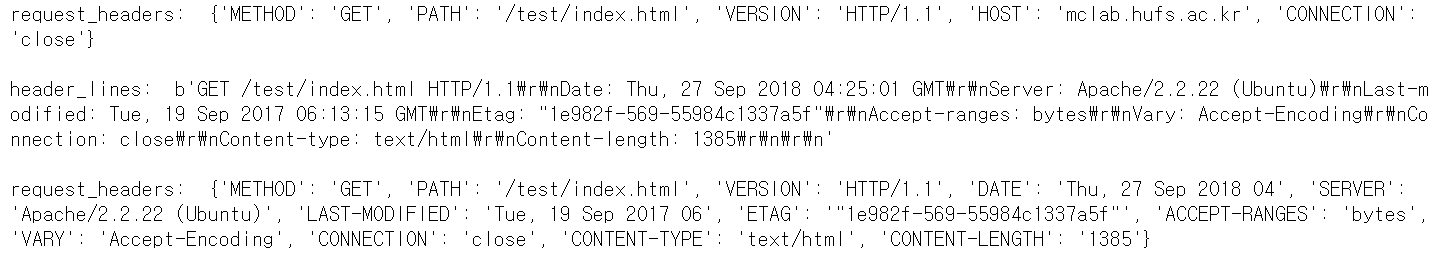 request_headers:  {'METHOD': 'GET', 'PATH': '/test/index.html', 'VERSION': 'HTTP/1.1', 'HOST': 'mclab.hufs.ac.kr', 'CONNECTION':
'close'}
header_lines:  b'GET /test/index.html HTTP/1.1₩r₩nDate: Thu, 27 Sep 2018 04:25:01 GMT₩r₩nServer: Apache/2.2.22 (Ubuntu)₩r₩nLast-m
odified: Tue, 19 Sep 2017 06:13:15 GMT₩r₩nEtag: "1e982f-569-55984c1337a5f"₩r₩nAccept-ranges: bytes₩r₩nVary: Accept-Encoding₩r₩nCo
nnection: close₩r₩nContent-type: text/html₩r₩nContent-length: 1385₩r₩n₩r₩n'
request_headers:  {'METHOD': 'GET', 'PATH': '/test/index.html', 'VERSION': 'HTTP/1.1', 'DATE': 'Thu, 27 Sep 2018 04', 'SERVER':
'Apache/2.2.22 (Ubuntu)', 'LAST-MODIFIED': 'Tue, 19 Sep 2017 06', 'ETAG': '"1e982f-569-55984c1337a5f"', 'ACCEPT-RANGES': 'bytes',
'VARY': 'Accept-Encoding', 'CONNECTION': 'close', 'CONTENT-TYPE': 'text/html', 'CONTENT-LENGTH': '1385'}